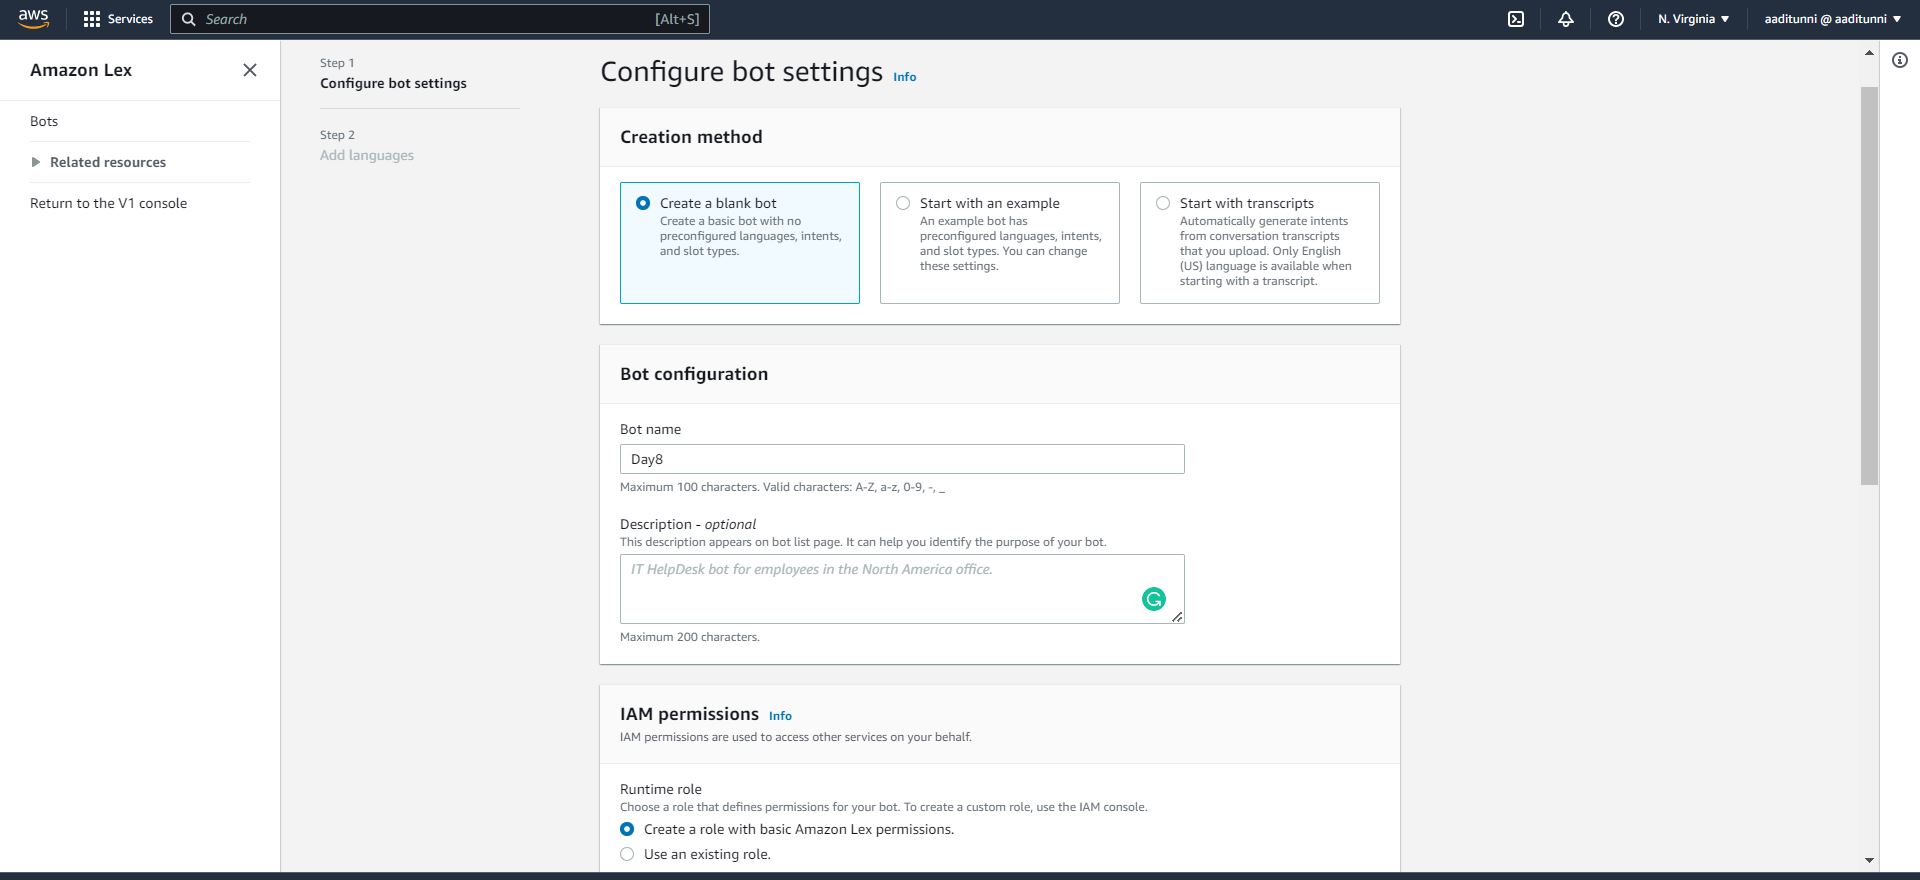 aws
Services
Search
[Alt+S]
N. Virginia
aaditunni @ aaditunni
Amazon Lex
Bots
Related resources
Return to the V1 console
Step 1
Configure bot settings
Step 2
Add languages
Configure bot settings Info
Creation method
Create a blank bot
Create a basic bot with no
preconfigured languages, intents,
and slot types.
Start with an example
An example bot has
preconfigured languages, intents,
and slot types. You can change
these settings.
Start with transcripts
Automatically generate intents
from conversation transcripts
that you upload. Only English
(US) language is available when
starting with a transcript.
Bot configuration
Bot name
Day8
Maximum 100 characters. Valid characters: A-Z, a-z, 0-9, -, _
Description - optional
This description appears on bot list page. It can help you identify the purpose of your bot.
IT HelpDesk bot for employees in the North America office.
Maximum 200 characters.
IAM permissions Info
IAM permissions are used to access other services on your behalf.
Runtime role
Choose a role that defines permissions for your bot. To create a custom role, use the IAM console.
Create a role with basic Amazon Lex permissions.
Use an existing role.